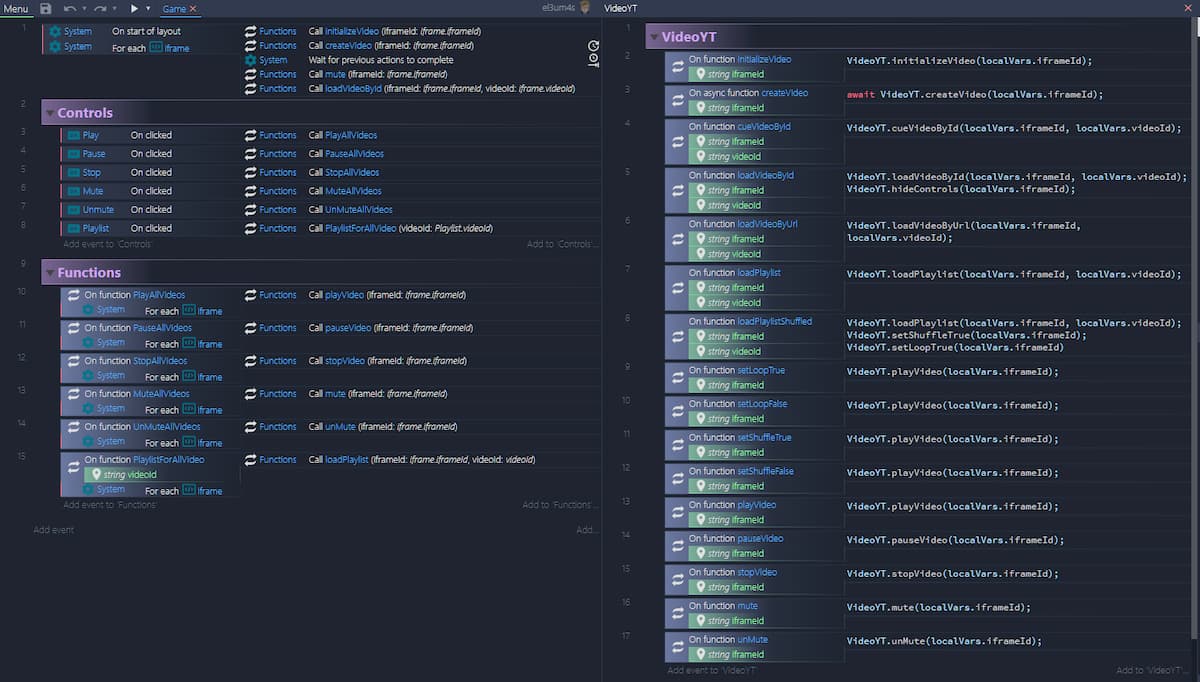 Menu
Game ×
eBum4s
1
System On start of layout
System For each iframe
Functions Call initializeVideo (iframeId: iframe.iframeId)
Functions Call createVideo (iframeId: iframe.iframeId)
System Wait for previous actions to complete
Functions Call mute (iframeId: iframe.iframeId)
Functions Call loadVideoById (iframeId: iframe.iframeId, videoId: iframe.videoId)
2
Controls
3 Play On clicked Functions Call PlayAllVideos
4 Pause On clicked Functions Call PauseAllVideos
5 Stop On clicked Functions Call StopAllVideos
6 Mute On clicked Functions Call MuteAllVideos
7 Unmute On clicked Functions Call UnMuteAllVideos
8 Playlist On clicked Functions Call PlaylistForAllVideo (videoId: Playlist.videoId)
Add event to 'Controls' Add to 'Controls'...
9
Functions
10 On function PlayAllVideos Functions Call playVideo (iframeId: iframe.iframeId)
System For each iframe
11 On function PauseAllVideos Functions Call pauseVideo (iframeId: iframe.iframeId)
System For each iframe
12 On function StopAllVideos Functions Call stopVideo (iframeId: iframe.iframeId)
System For each iframe
13 On function MuteAllVideos Functions Call mute (iframeId: iframe.iframeId)
System For each iframe
14 On function UnMuteAllVideos Functions Call unMute (iframeId: iframe.iframeId)
System For each iframe
15 On function PlaylistForAllVideo Functions Call loadPlaylist (iframeId: iframe.iframeId, videoId: videoId)
string videoId
System For each iframe
Add event to 'Functions' Add to 'Functions'...
Add event Add...
VideoYT
1
VideoYT
2 On function initializeVideo VideoYT.initializeVideo(localVars.iframeId);
string iframeId
3 On async function createVideo await VideoYT.createVideo(localVars.iframeId);
string iframeId
4 On function cueVideoById VideoYT.cueVideoById(localVars.iframeId, localVars.videoId);
string iframeId
string videoId
5 On function loadVideoById VideoYT.loadVideoById(localVars.iframeId, localVars.videoId);
string iframeId VideoYT.hideControls(localVars.iframeId);
string videoId
6 On function loadVideoByUrl VideoYT.loadVideoByUrl(localVars.iframeId,
string iframeId localVars.videoId);
string videoId
7 On function loadPlaylist VideoYT.loadPlaylist(localVars.iframeId, localVars.videoId);
string iframeId
string videoId
8 On function loadPlaylistShuffled VideoYT.loadPlaylist(localVars.iframeId, localVars.videoId);
string iframeId VideoYT.setShuffleTrue(localVars.iframeId);
string videoId VideoYT.setLoopTrue(localVars.iframeId)
9 On function setLoopTrue VideoYT.playVideo(localVars.iframeId);
string iframeId
10 On function setLoopFalse VideoYT.playVideo(localVars.iframeId);
string iframeId
11 On function setShuffleTrue VideoYT.playVideo(localVars.iframeId);
string iframeId
12 On function setShuffleFalse VideoYT.playVideo(localVars.iframeId);
string iframeId
13 On function playVideo VideoYT.playVideo(localVars.iframeId);
string iframeId
14 On function pauseVideo VideoYT.pauseVideo(localVars.iframeId);
string iframeId
15 On function stopVideo VideoYT.stopVideo(localVars.iframeId);
string iframeId
16 On function mute VideoYT.mute(localVars.iframeId);
string iframeId
17 On function unMute VideoYT.unMute(localVars.iframeId);
string iframeId
Add event to 'VideoYT' Add to 'VideoYT'...